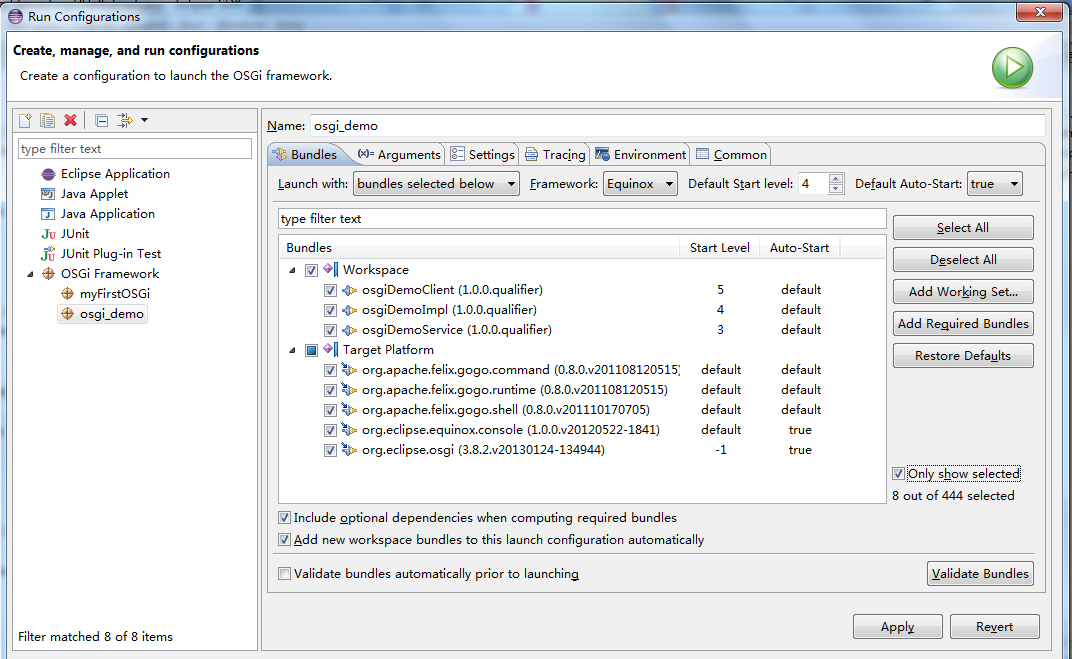 Run Configurations
Create, manage, and run configurations
Create a configuration to launch the OSGi framework.
type filter text
Eclipse Application
Java Applet
Java Application
JUnit
JUnit Plug-in Test
OSGi Framework
myFirstOSGi
osgi_demo
Filter matched 8 of 8 items
Name: osgi_demo
Bundles (x)= Arguments Settings Tracing Environment Common
Launch with: bundles selected below Framework: Equinox Default Start level: 4 Default Auto-Start: true
type filter text
Bundles Start Level Auto-Start
Workspace
osgiDemoClient (1.0.0.qualifier) 5 default
osgiDemoImpl (1.0.0.qualifier) 4 default
osgiDemoService (1.0.0.qualifier) 3 default
Target Platform
org.apache.felix.gogo.command (0.8.0.v201108120515) default default
org.apache.felix.gogo.runtime (0.8.0.v201108120515) default default
org.apache.felix.gogo.shell (0.8.0.v201110170705) default default
org.eclipse.equinox.console (1.0.0.v20120522-1841) default true
org.eclipse.osgi (3.8.2.v20130124-134944) -1 true
Select All
Deselect All
Add Working Set...
Add Required Bundles
Restore Defaults
Only show selected
8 out of 444 selected
Include optional dependencies when computing required bundles
Add new workspace bundles to this launch configuration automatically
Validate bundles automatically prior to launching
Validate Bundles
Apply Revert